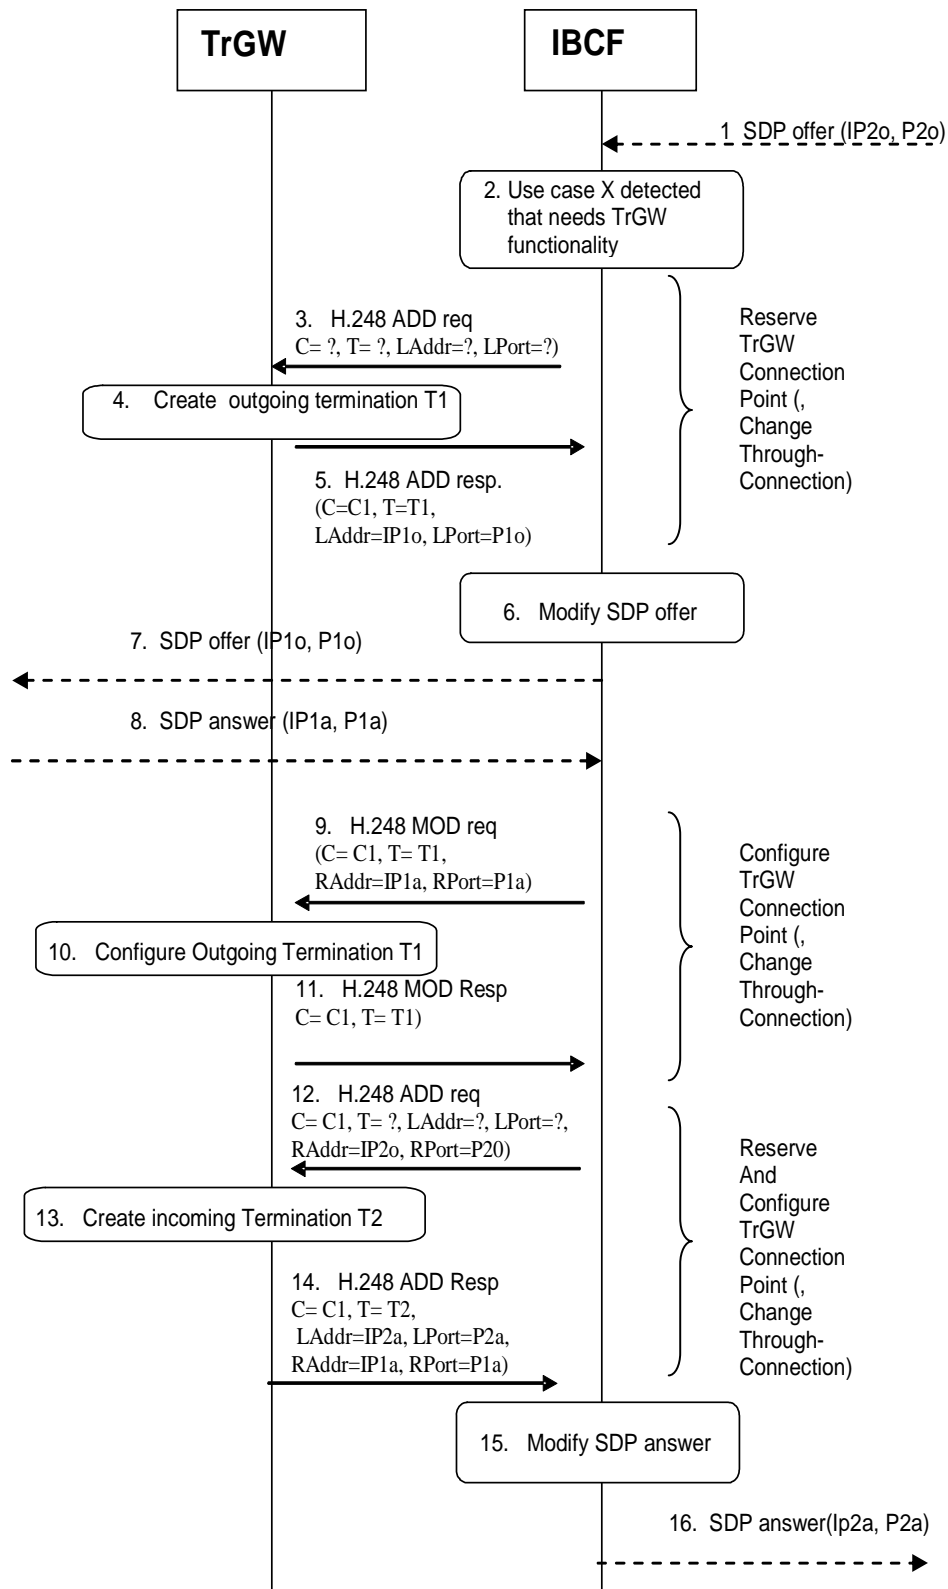 TrGW
IBCF
1 SDP offer (IP2o, P2o)
2. Use case X detected
that needs TrGW
functionality
3. H.248 ADD req
C= ?, T= ?, LAddr=?, LPort=?)
Reserve
TrGW
Connection
Point (,
Change
Through-
Connection)
4. Create outgoing termination T1
5. H.248 ADD resp.
(C=C1, T=T1,
LAddr=IP1o, LPort=P1o)
6. Modify SDP offer
7. SDP offer (IP1o, P1o)
8. SDP answer (IP1a, P1a)
9. H.248 MOD req
(C= C1, T= T1,
RAddr=IP1a, RPort=P1a)
Configure
TrGW
Connection
Point (,
Change
Through-
Connection)
10. Configure Outgoing Termination T1
11. H.248 MOD Resp
C= C1, T= T1)
12. H.248 ADD req
C= C1, T= ?, LAddr=?, LPort=?,
RAddr=IP2o, RPort=P20)
Reserve
And
Configure
TrGW
Connection
Point (,
Change
Through-
Connection)
13. Create incoming Termination T2
14. H.248 ADD Resp
C= C1, T= T2,
LAddr=IP2a, LPort=P2a,
RAddr=IP1a, RPort=P1a)
15. Modify SDP answer
16. SDP answer(Ip2a, P2a)